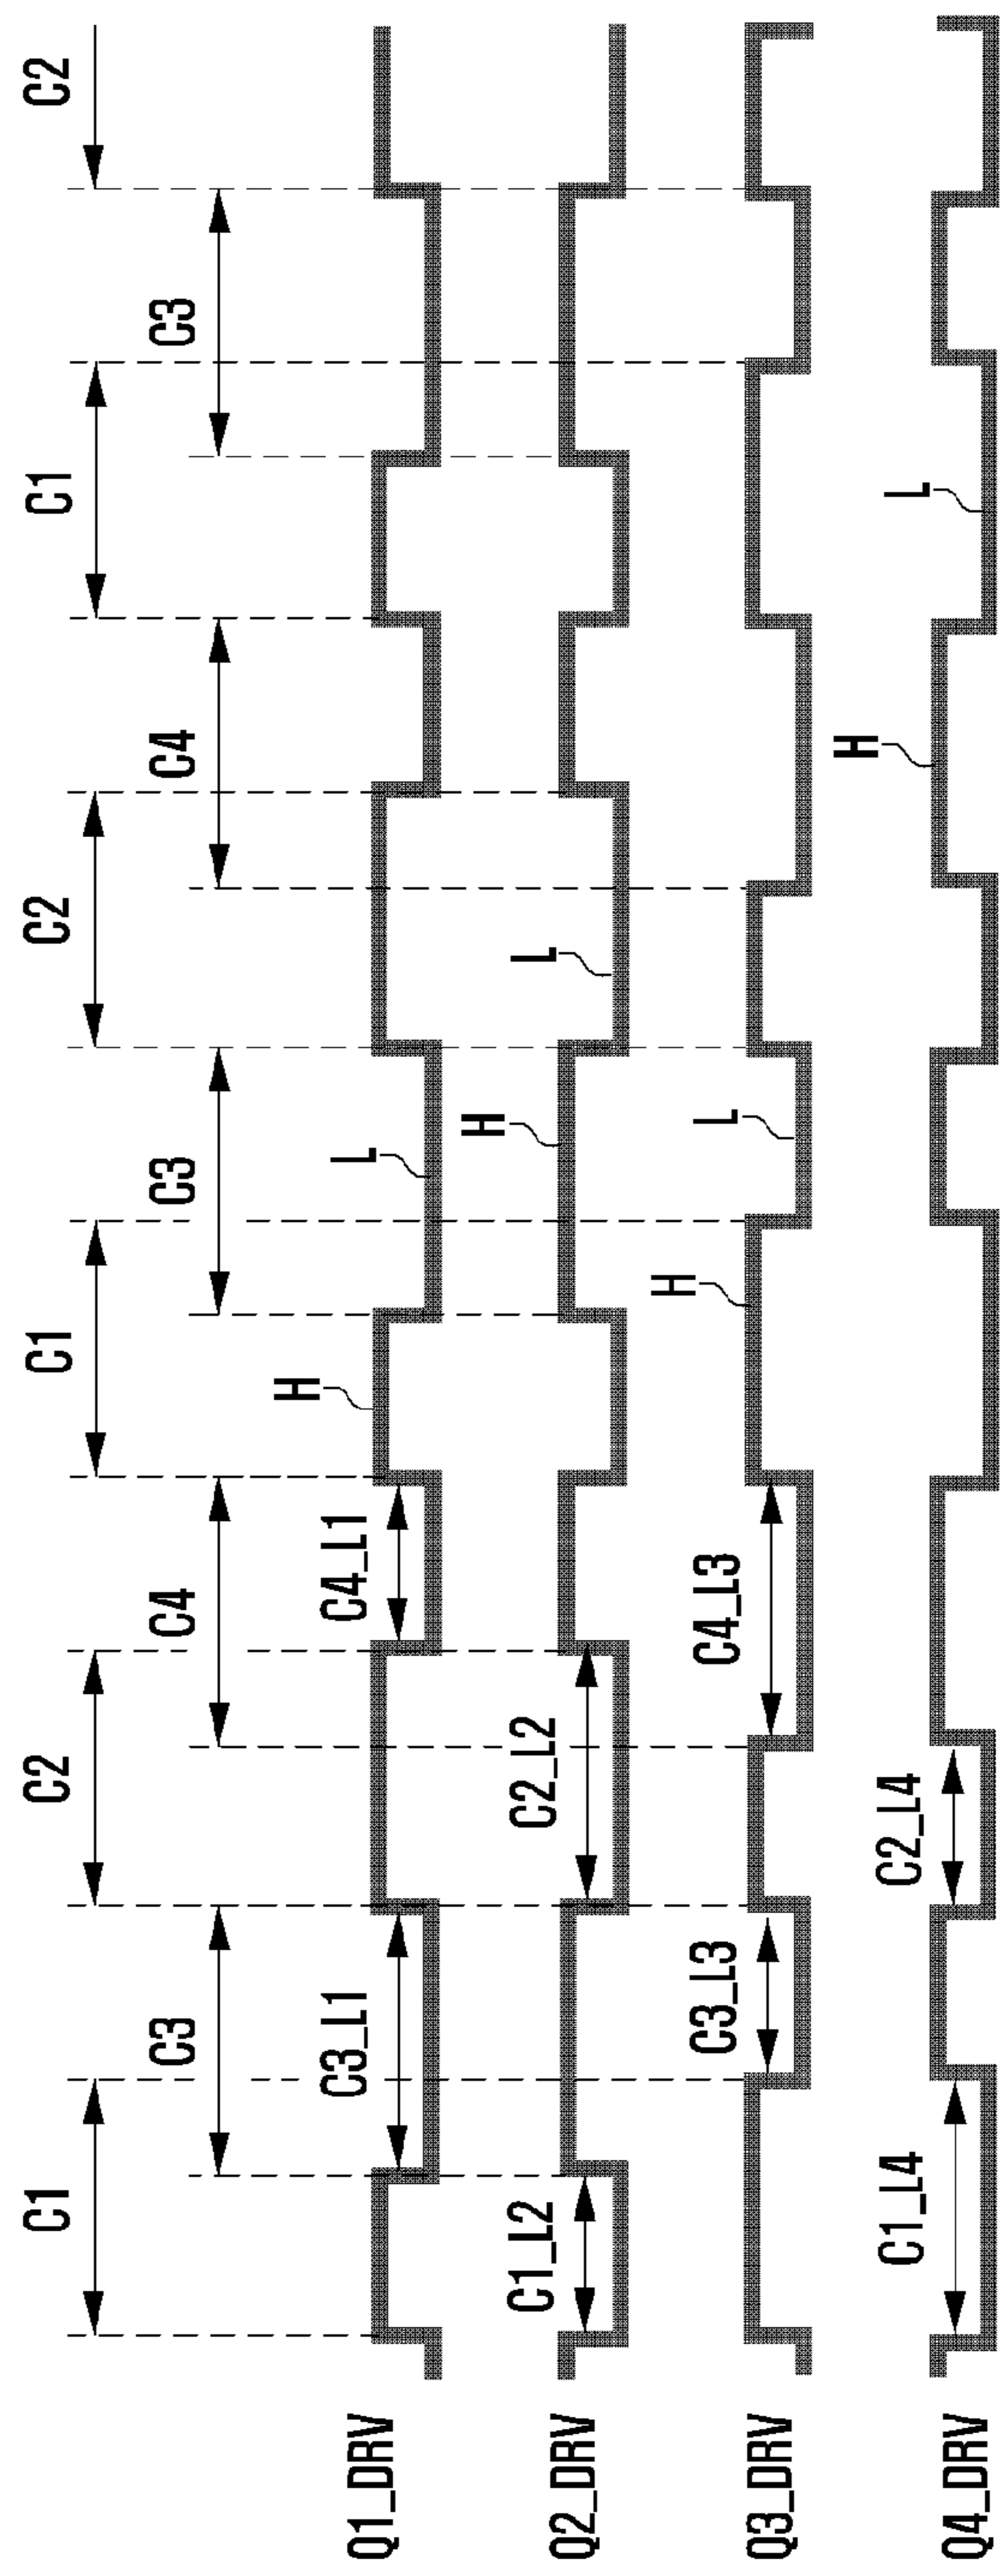 C1
C2
C1
C2
C1
C2
C3
C4
C3
C4
C3
Q1_DRV
C3_L1
C4_L1
H
L
Q2_DRV
C1_L2
C2_L2
H
L
Q3_DRV
C3_L3
C4_L3
H
L
Q4_DRV
C1_L4
C2_L4
H
L